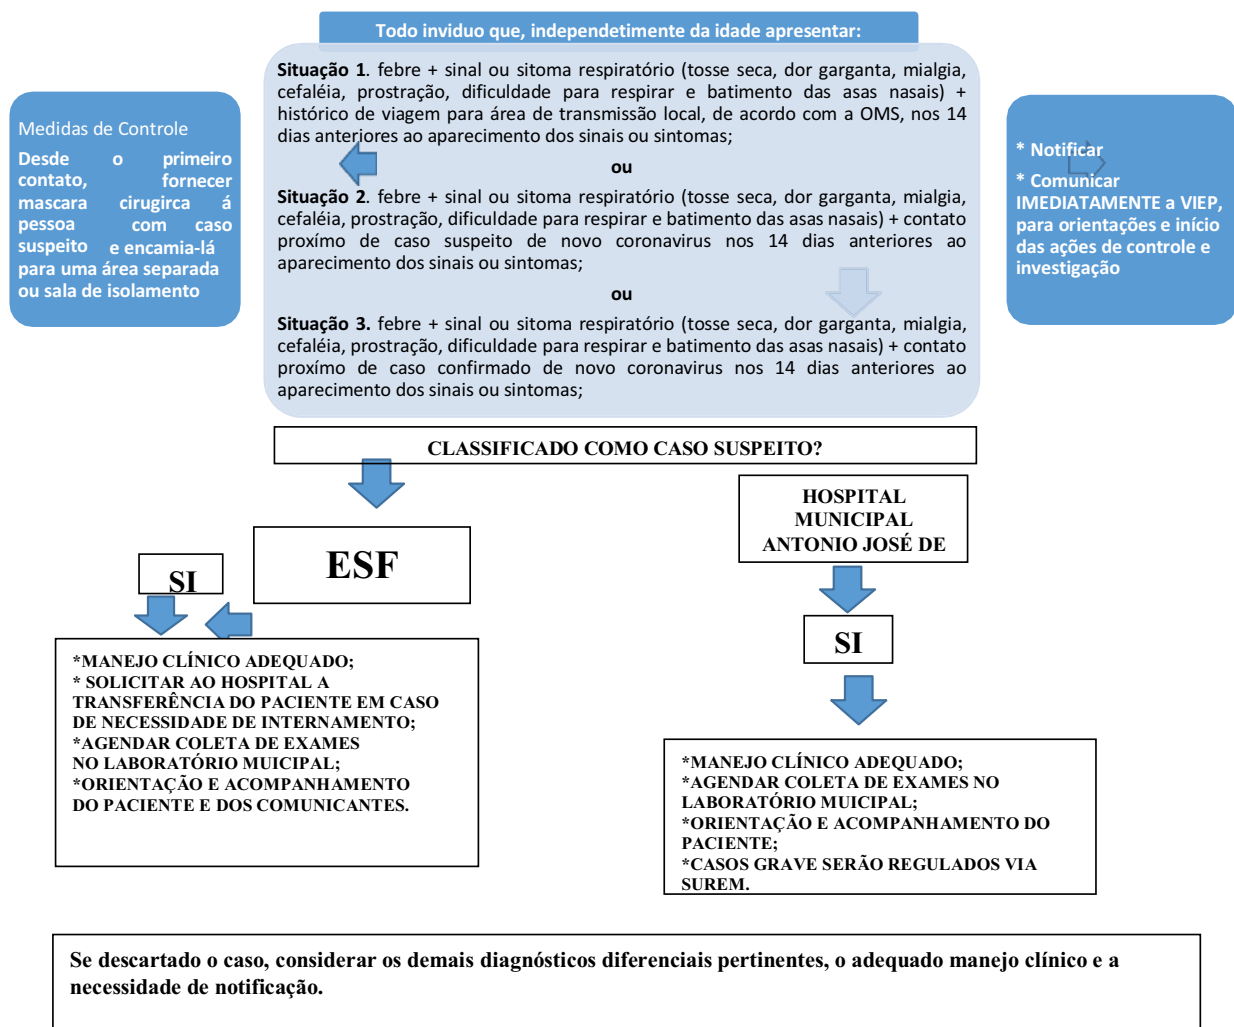 Todo inviduo que, independetimente da idade apresentar:
Situação 1. febre + sinal ou sitoma respiratório (tosse seca, dor garganta, mialgia,
cefaléia, prostração, dificuldade para respirar e batimento das asas nasais) +
histórico de viagem para área de transmissão local, de acordo com a OMS, nos 14
dias anteriores ao aparecimento dos sinais ou sintomas;
ou
Situação 2. febre + sinal ou sitoma respiratório (tosse seca, dor garganta, mialgia,
cefaléia, prostração, dificuldade para respirar e batimento das asas nasais) + contato
proxímo de caso suspeito de novo coronavirus nos 14 dias anteriores ao
aparecimento dos sinais ou sintomas;
ou
Situação 3. febre + sinal ou sitoma respiratório (tosse seca, dor garganta, mialgia,
cefaléia, prostração, dificuldade para respirar e batimento das asas nasais) + contato
proxímo de caso confirmado de novo coronavirus nos 14 dias anteriores ao
aparecimento dos sinais ou sintomas;
Medidas de Controle
Desde o primeiro
contato, fornecer
mascara cirugirca á
pessoa com caso
suspeito e encamia-lá
para uma área separada
ou sala de isolamento
* Notificar
* Comunicar
IMEDIATAMENTE a VIEP,
para orientações e início
das ações de controle e
investigação
CLASSIFICADO COMO CASO SUSPEITO?
ESF
SI
*MANEJO CLÍNICO ADEQUADO;
* SOLICITAR AO HOSPITAL A
TRANSFERÊNCIA DO PACIENTE EM CASO
DE NECESSIDADE DE INTERNAMENTO;
*AGENDAR COLETA DE EXAMES
NO LABORATÓRIO MUICIPAL;
*ORIENTAÇÃO E ACOMPANHAMENTO
DO PACIENTE E DOS COMUNICANTES.
HOSPITAL
MUNICIPAL
ANTONIO JOSÉ DE
SI
*MANEJO CLÍNICO ADEQUADO;
*AGENDAR COLETA DE EXAMES NO
LABORATÓRIO MUICIPAL;
*ORIENTAÇÃO E ACOMPANHAMENTO DO
PACIENTE;
*CASOS GRAVE SERÃO REGULADOS VIA
SUREM.
Se descartado o caso, considerar os demais diagnósticos diferenciais pertinentes, o adequado manejo clínico e a
necessidade de notificação.